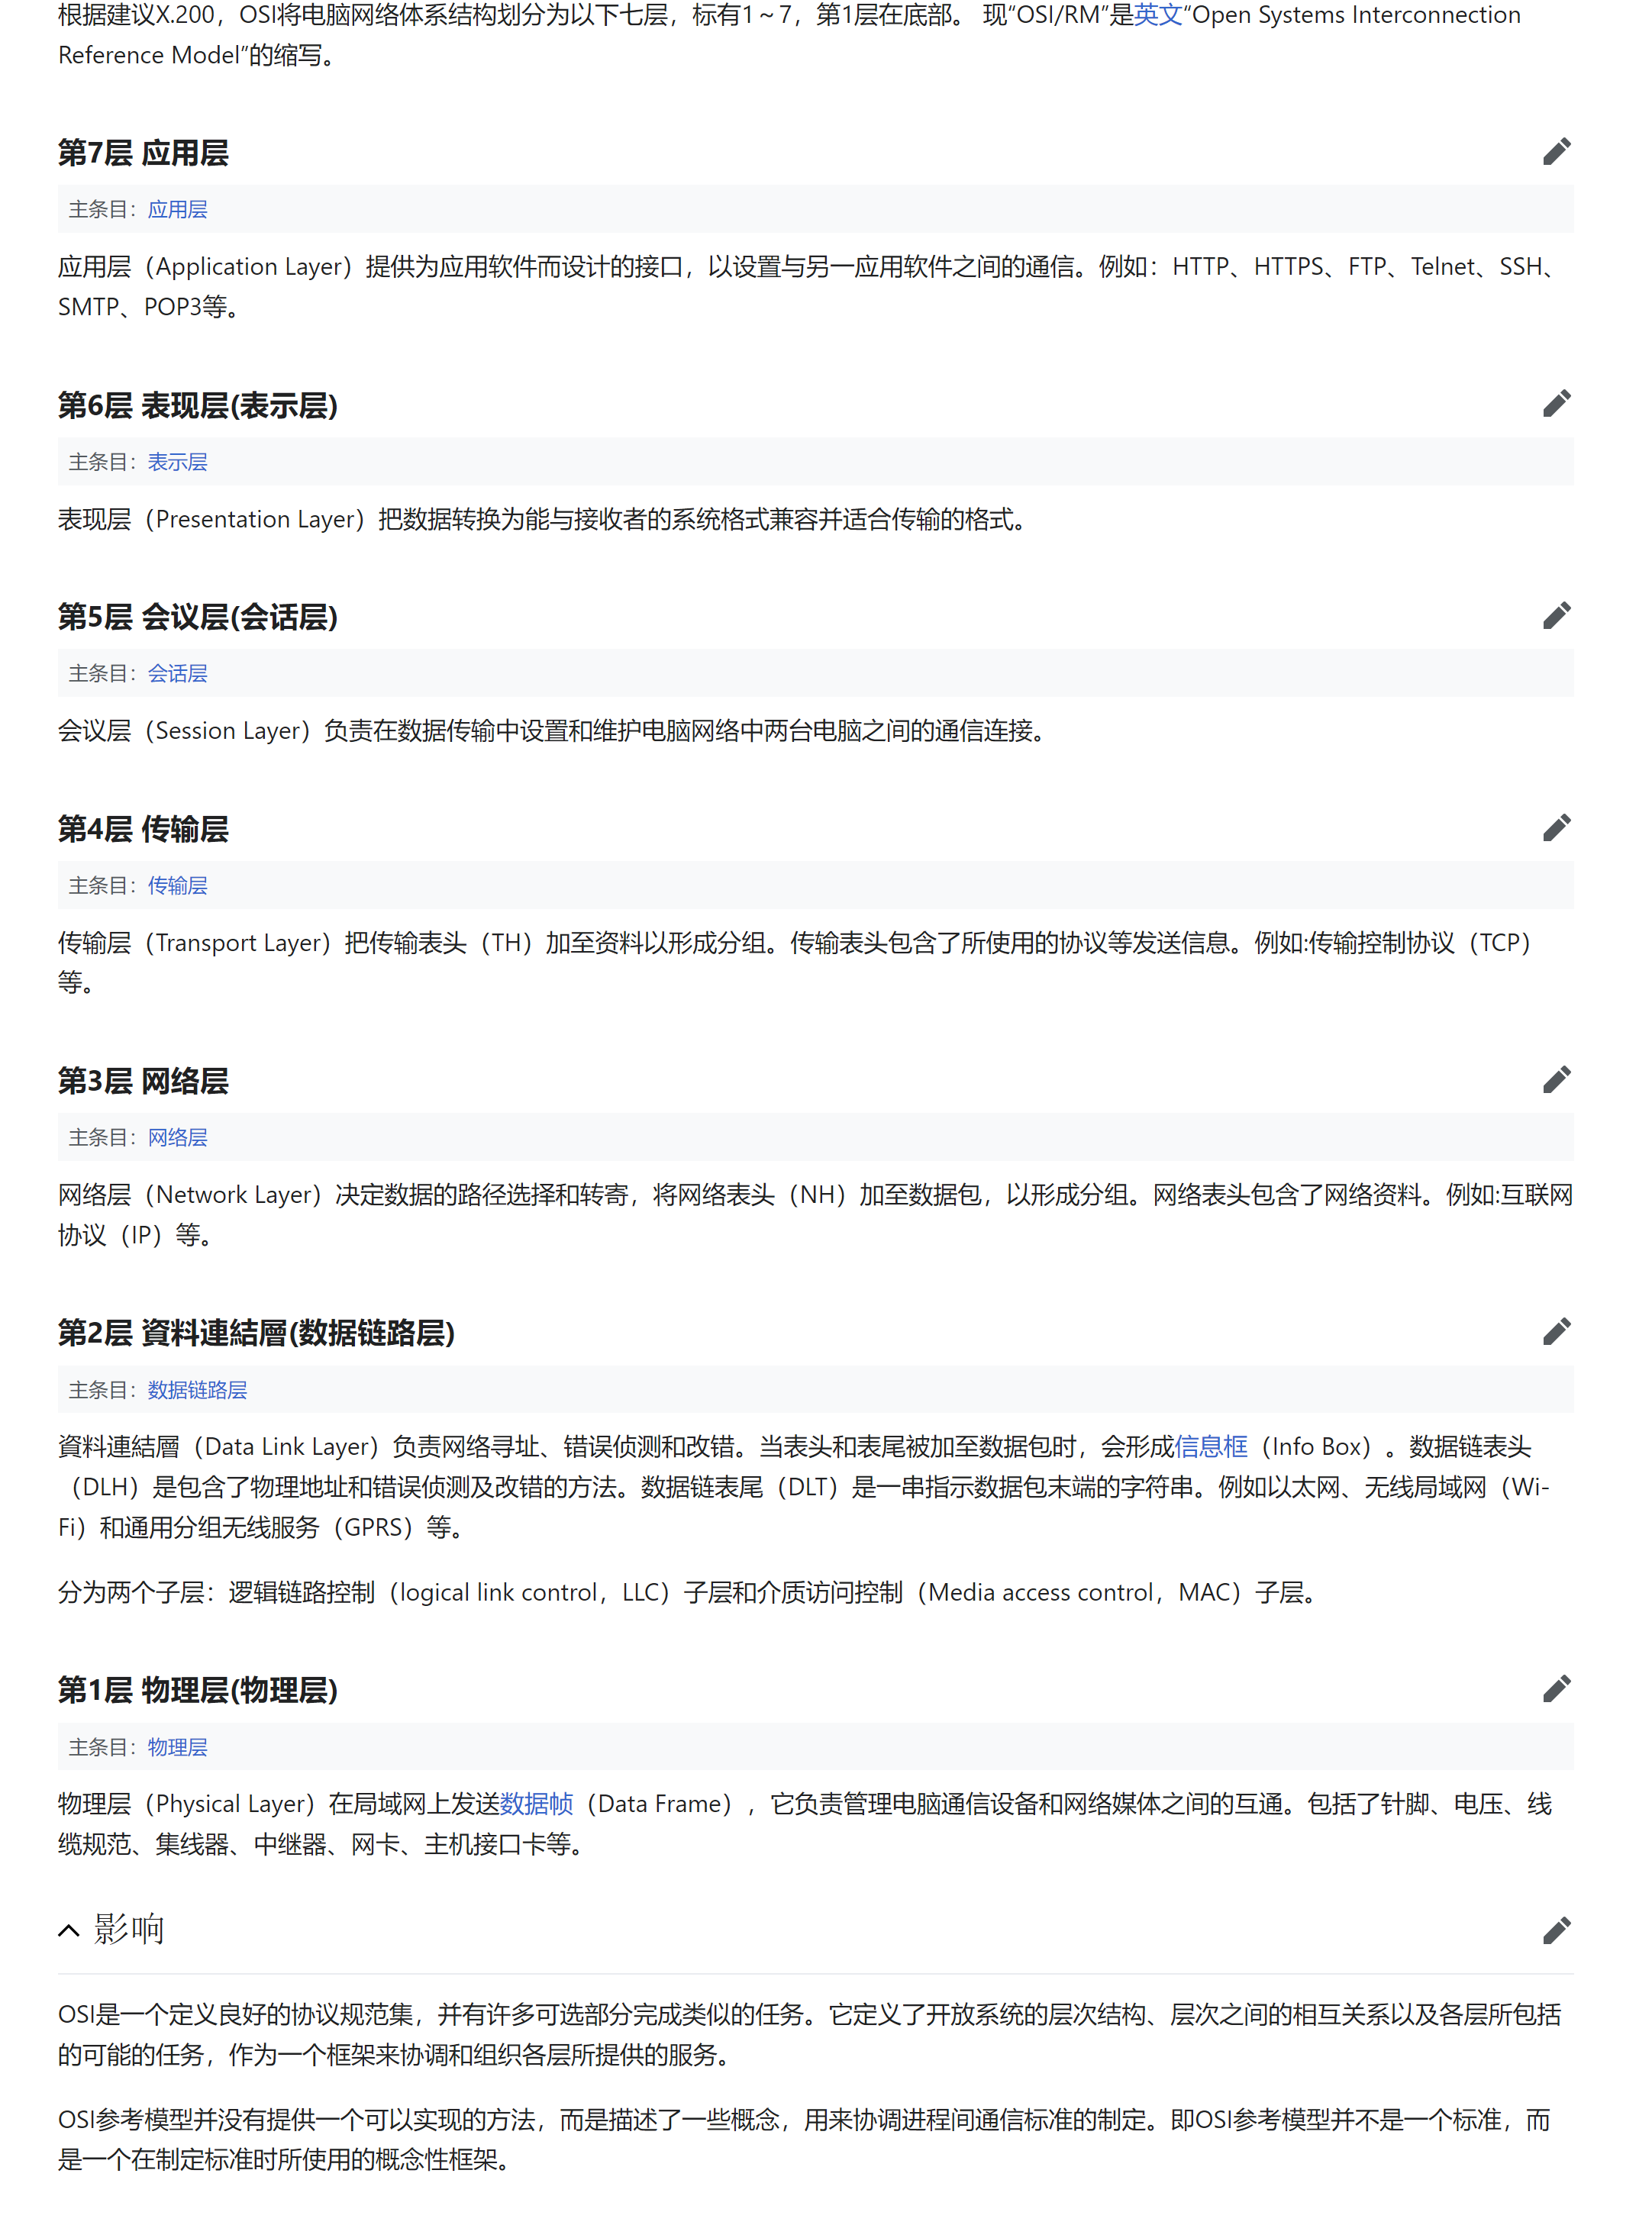 根据建议X.200，OSI将电脑网络体系结构划分为以下七层，标有1～7，第1层在底部。 现“OSI/RM”是英文“Open Systems Interconnection
Reference Model”的缩写。
第7层 应用层
主条目：应用层
应用层（Application Layer）提供为应用软件而设计的接口，以设置与另一应用软件之间的通信。例如：HTTP、HTTPS、FTP、Telnet、SSH、
SMTP、POP3等。
第6层 表现层(表示层)
主条目：表示层
表现层（Presentation Layer）把数据转换为能与接收者的系统格式兼容并适合传输的格式。
第5层 会议层(会话层)
主条目：会话层
会议层（Session Layer）负责在数据传输中设置和维护电脑网络中两台电脑之间的通信连接。
第4层 传输层
主条目：传输层
传输层（Transport Layer）把传输表头（TH）加至资料以形成分组。传输表头包含了所使用的协议等发送信息。例如:传输控制协议（TCP）
等。
第3层 网络层
主条目：网络层
网络层（Network Layer）决定数据的路径选择和转寄，将网络表头（NH）加至数据包，以形成分组。网络表头包含了网络资料。例如:互联网
协议（IP）等。
第2层 資料連結層(数据链路层)
主条目：数据链路层
資料連結層（Data Link Layer）负责网络寻址、错误侦测和改错。当表头和表尾被加至数据包时，会形成信息框（Info Box）。数据链表头
（DLH）是包含了物理地址和错误侦测及改错的方法。数据链表尾（DLT）是一串指示数据包末端的字符串。例如以太网、无线局域网（Wi-
Fi）和通用分组无线服务（GPRS）等。
分为两个子层：逻辑链路控制（logical link control，LLC）子层和介质访问控制（Media access control，MAC）子层。
第1层 物理层(物理层)
主条目：物理层
物理层（Physical Layer）在局域网上发送数据帧（Data Frame），它负责管理电脑通信设备和网络媒体之间的互通。包括了针脚、电压、线
缆规范、集线器、中继器、网卡、主机接口卡等。
影响
OSI是一个定义良好的协议规范集，并有许多可选部分完成类似的任务。它定义了开放系统的层次结构、层次之间的相互关系以及各层所包括
的可能的任务，作为一个框架来协调和组织各层所提供的服务。
OSI参考模型并没有提供一个可以实现的方法，而是描述了一些概念，用来协调进程间通信标准的制定。即OSI参考模型并不是一个标准，而
是一个在制定标准时所使用的概念性框架。